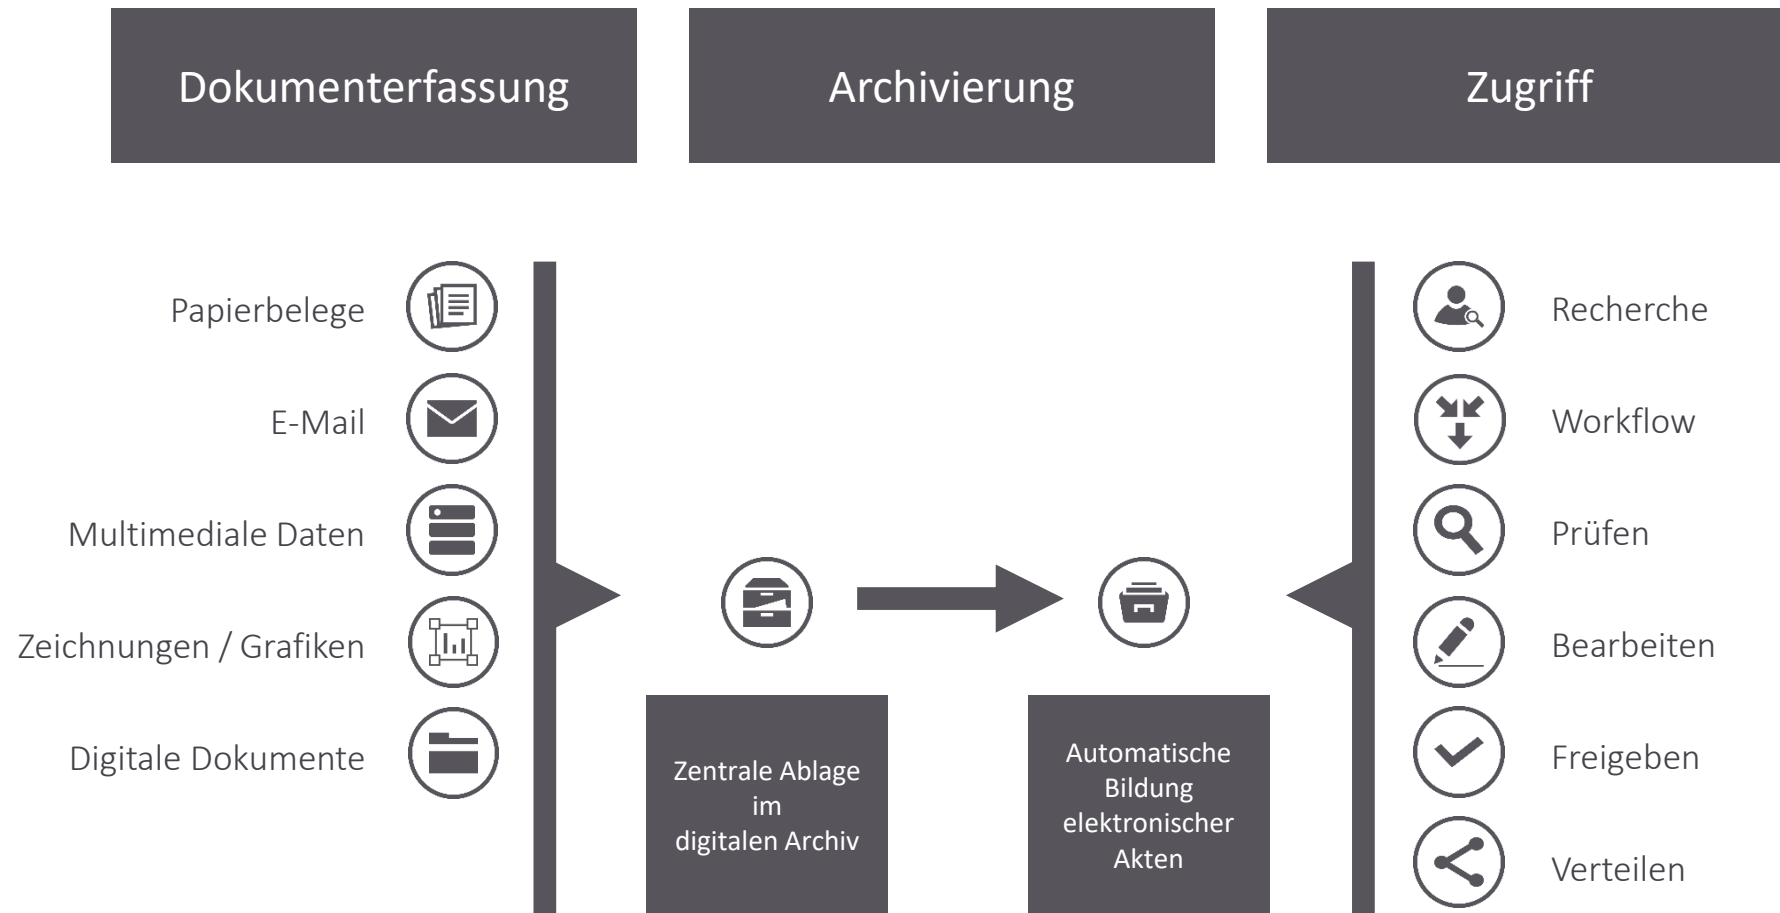 Dokumenterfassung
Archivierung
Zugriff
Papierbelege
E-Mail
Multimediale Daten
Zeichnungen / Grafiken
Digitale Dokumente
Zentrale Ablage
im
digitalen Archiv
Automatische
Bildung
elektronischer
Akten
Recherche
Workflow
Prüfen
Bearbeiten
Freigeben
Verteilen